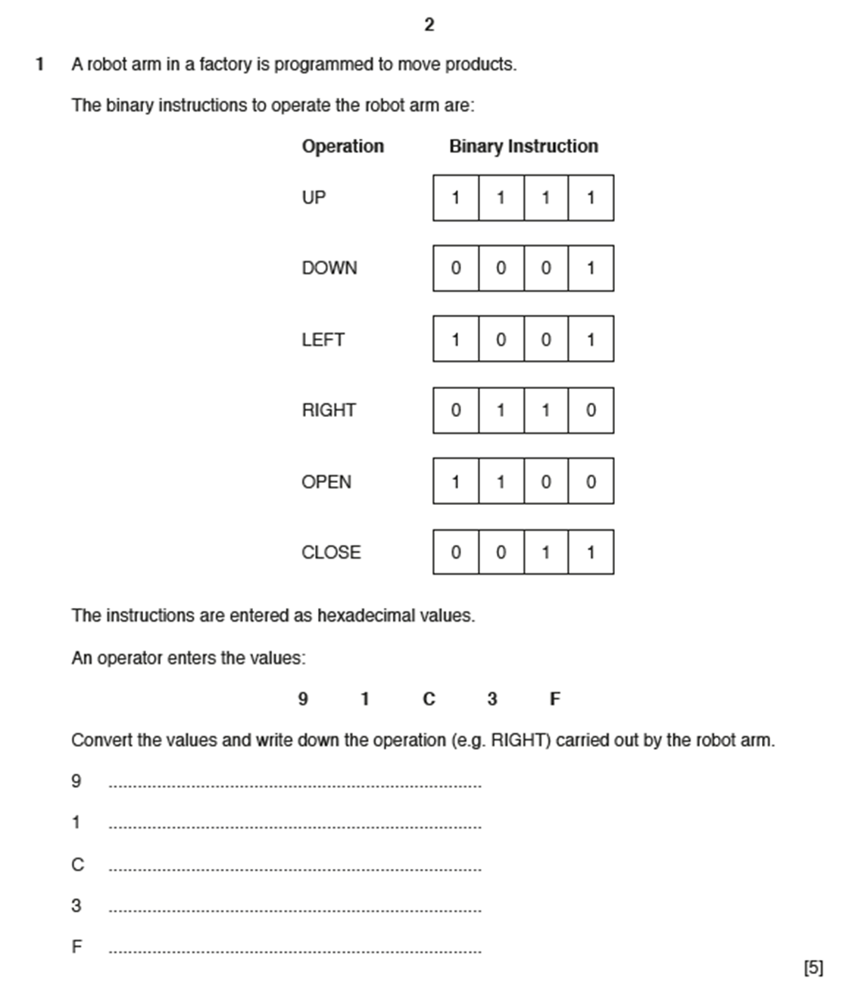 2
1 A robot arm in a factory is programmed to move products.
The binary instructions to operate the robot arm are:
Operation Binary Instruction
UP 1 1 1 1
DOWN 0 0 0 1
LEFT 1 0 0 1
RIGHT 0 1 1 0
OPEN 1 1 0 0
CLOSE 0 0 1 1
The instructions are entered as hexadecimal values.
An operator enters the values:
9 1 C 3 F
Convert the values and write down the operation (e.g. RIGHT) carried out by the robot arm.
9 ................................................................................
1 ................................................................................
C ................................................................................
3 ................................................................................
F ................................................................................
[5]